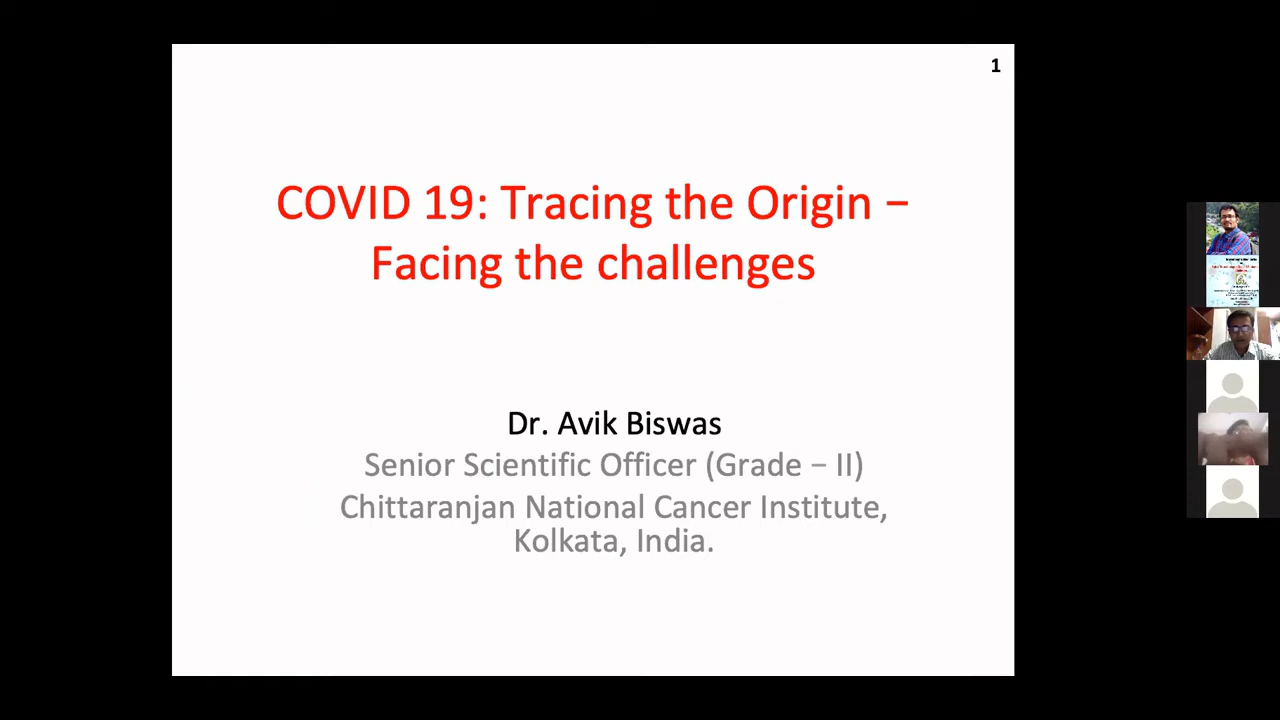 1
COVID 19: Tracing the Origin –
Facing the challenges
Dr. Avik Biswas
Senior Scientific Officer (Grade – II)
Chittaranjan National Cancer Institute,
Kolkata, India.